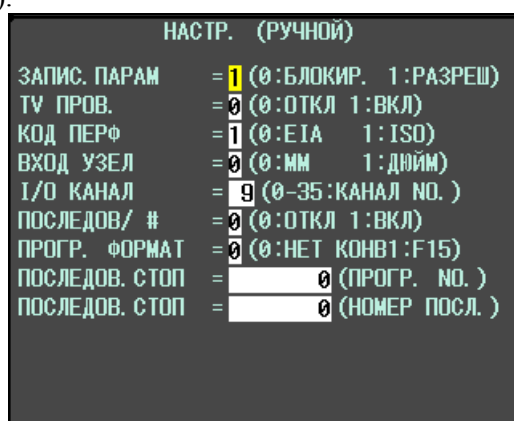 ).
НАСТР. (РУЧНОЙ)
ЗАПИС. ПАРАМ = 1 (0:БЛОКИР. 1:РАЗРЕШ)
TV ПРОВ. = 0 (0:ОТКЛ 1:ВКЛ)
КОД ПЕРФ = 1 (0:EIA 1:ISO)
ВХОД УЗЕЛ = 0 (0:ММ 1:ДЮЙМ)
I/O КАНАЛ = 9 (0-35:КАНАЛ NO.)
ПОСЛЕДОВ/ # = 0 (0:ОТКЛ 1:ВКЛ)
ПРОГР. ФОРМАТ = 0 (0:НЕТ КОНВ1:F15)
ПОСЛЕДОВ. СТОП = 0 (ПРОГР. NO.)
ПОСЛЕДОВ. СТОП = 0 (НОМЕР ПОСЛ.)